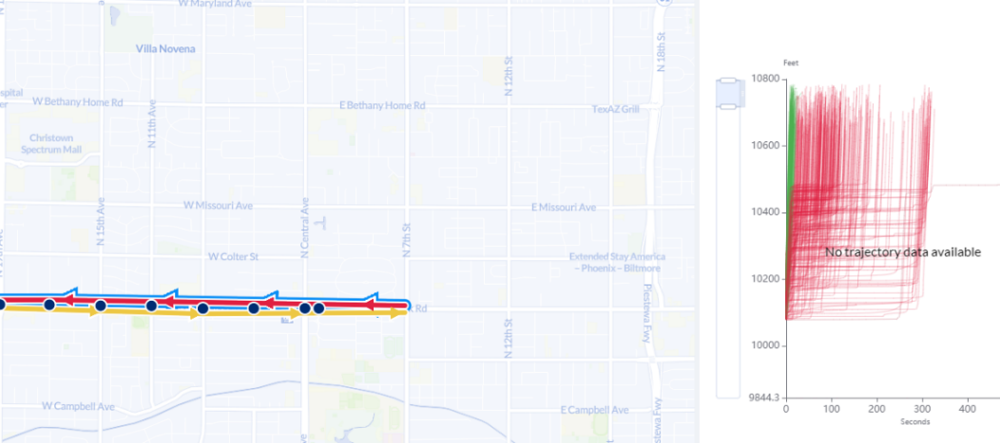 W Maryland Ave
N 18th St
Villa Novena
N 12th St
W Bethany Home Rd
E Bethany Home Rd
TexAZ Grill
N 11th Ave
Christown
Spectrum Mall
W Missouri Ave
E Missouri Ave
N 15th Ave
N Central Ave
N 7th St
W Colter St
Extended Stay America
– Phoenix – Biltmore
Piestewa Fwy
Rd
N 12th St
W Campbell Ave
E Campbell Ave
Feet
10800
10600
10400
No trajectory data available
10200
10000
9844.3
0 100 200 300 400
Seconds